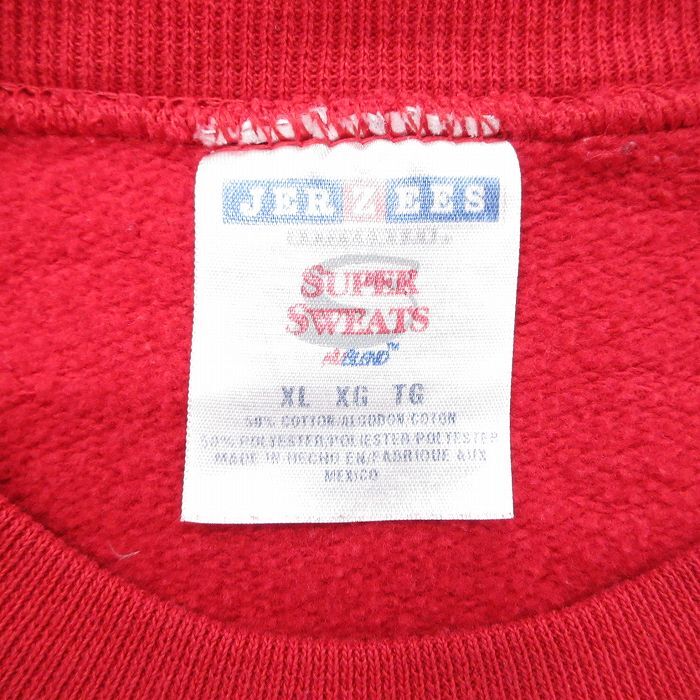 JERZEES
SUPER
SWEATS
BLEND™
XL XG TG
50% COTTON/ALGODON/COTON
50% POLYESTER/POLIESTER/POLYESTER
MADE IN/HECHO EN/FABRIQUE AUX
MEXICO